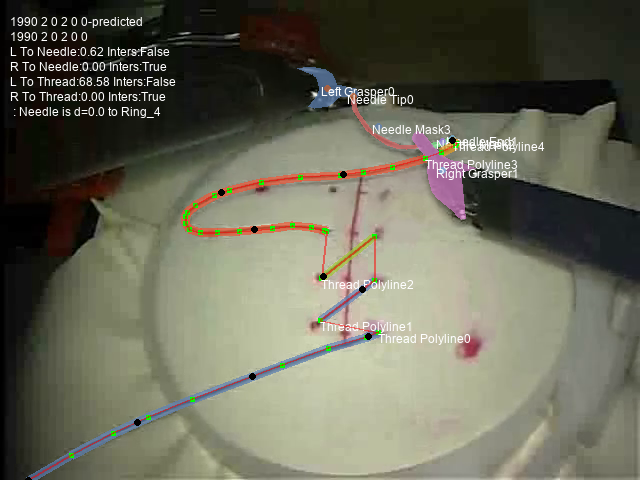 1990 2 0 2 0 0-predicted
1990 2 0 2 0 0
L To Needle:0.62 Inters:False
R To Needle:0.00 Inters:True
L To Thread:68.58 Inters:False
R To Thread:0.00 Inters:True
: Needle is d=0.0 to Ring_4
Left Grasper0
Needle Tip0
Needle Mask3
Thread Polyline4
Thread Polyline3
Right Grasper1
Thread Polyline2
Thread Polyline1
Thread Polyline0